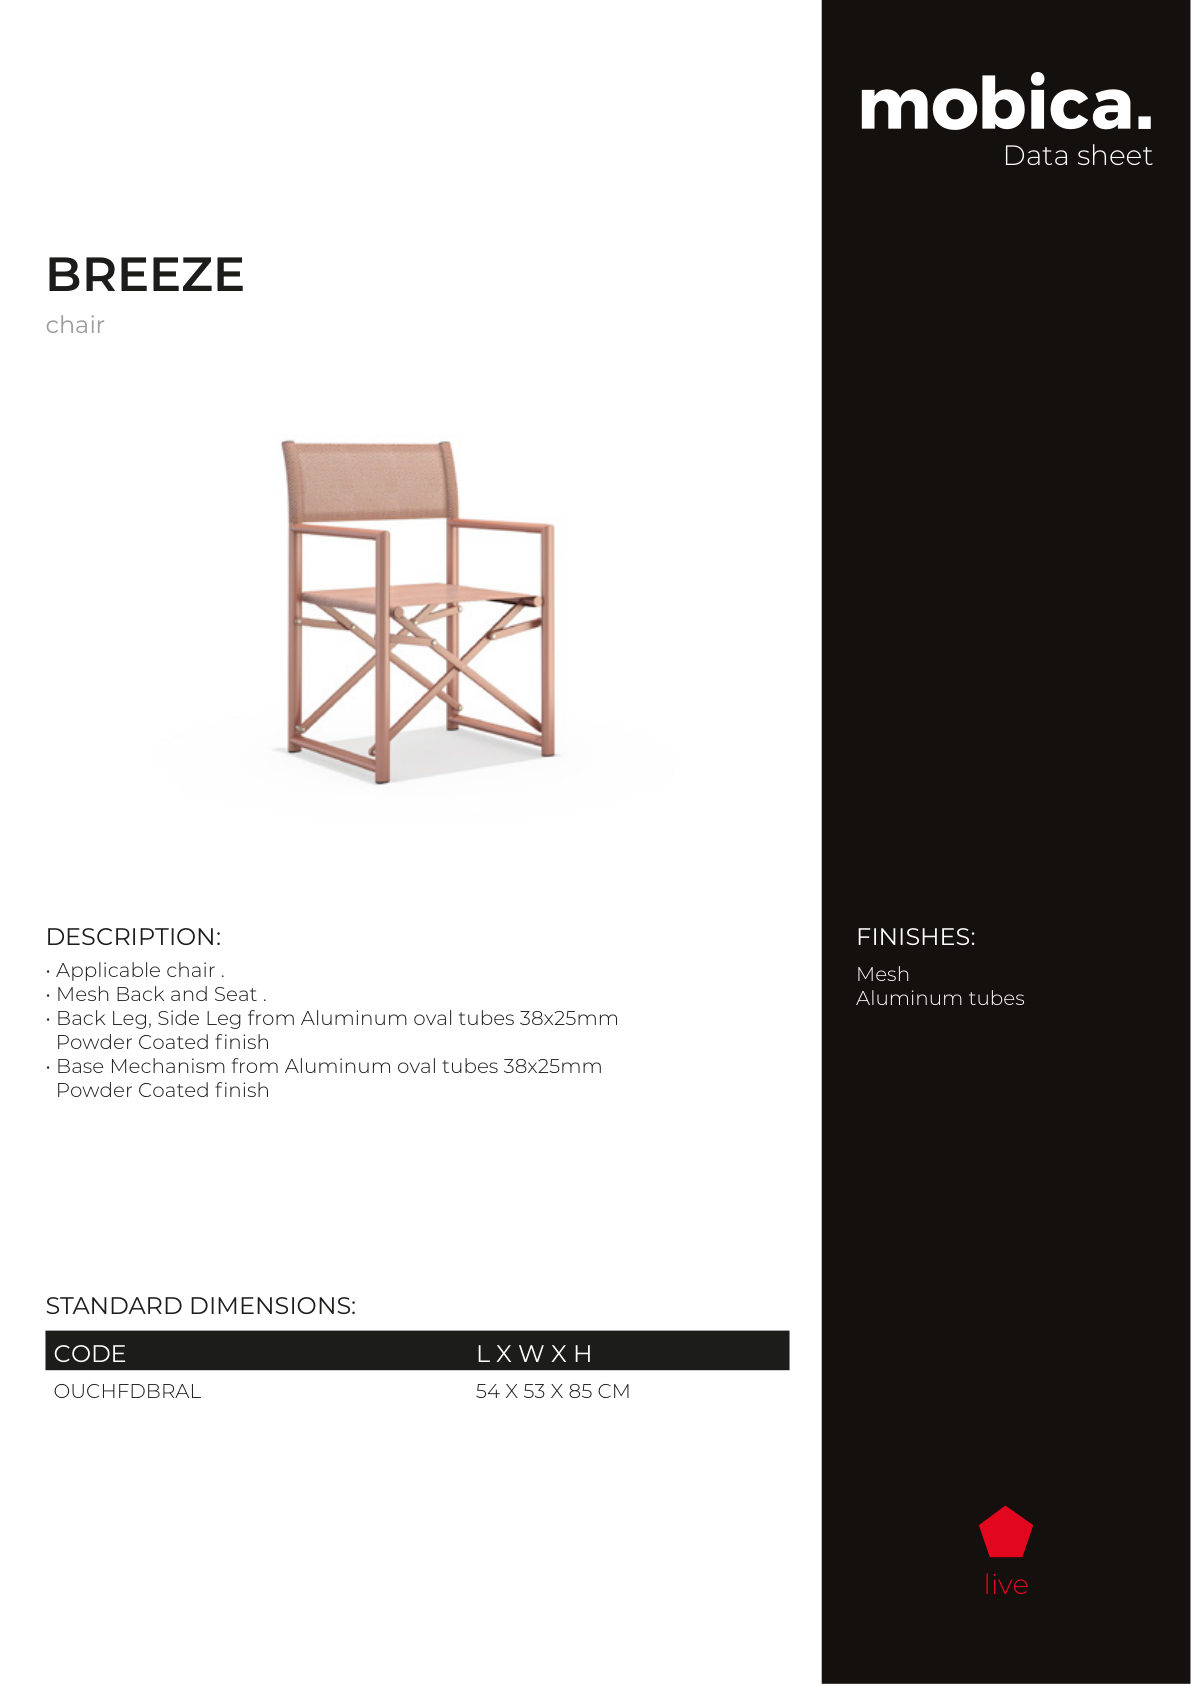 mobica.
Data sheet
BREEZE
chair
DESCRIPTION:
• Applicable chair .
• Mesh Back and Seat .
• Back Leg, Side Leg from Aluminum oval tubes 38x25mm
Powder Coated finish
• Base Mechanism from Aluminum oval tubes 38x25mm
Powder Coated finish
FINISHES:
Mesh
Aluminum tubes
STANDARD DIMENSIONS:
CODE L X W X H
OUCHFDBRAL 54 X 53 X 85 CM
live